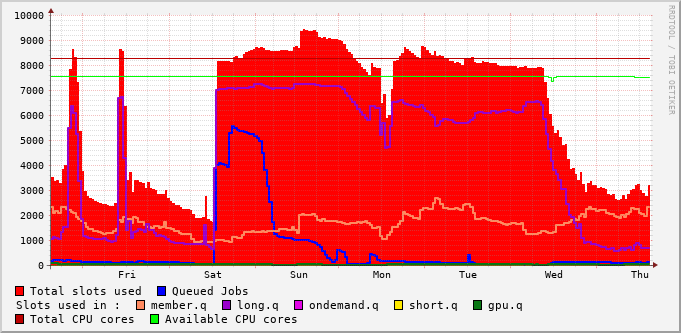 10000
9000
8000
7000
6000
5000
4000
3000
2000
1000
0
Fri Sat Sun Mon Tue Wed Thu
RRDTOOL / TOBI OETIKER
Total slots used Queued Jobs
Slots used in : member.q long.q ondemand.q short.q gpu.q
Total CPU cores Available CPU cores